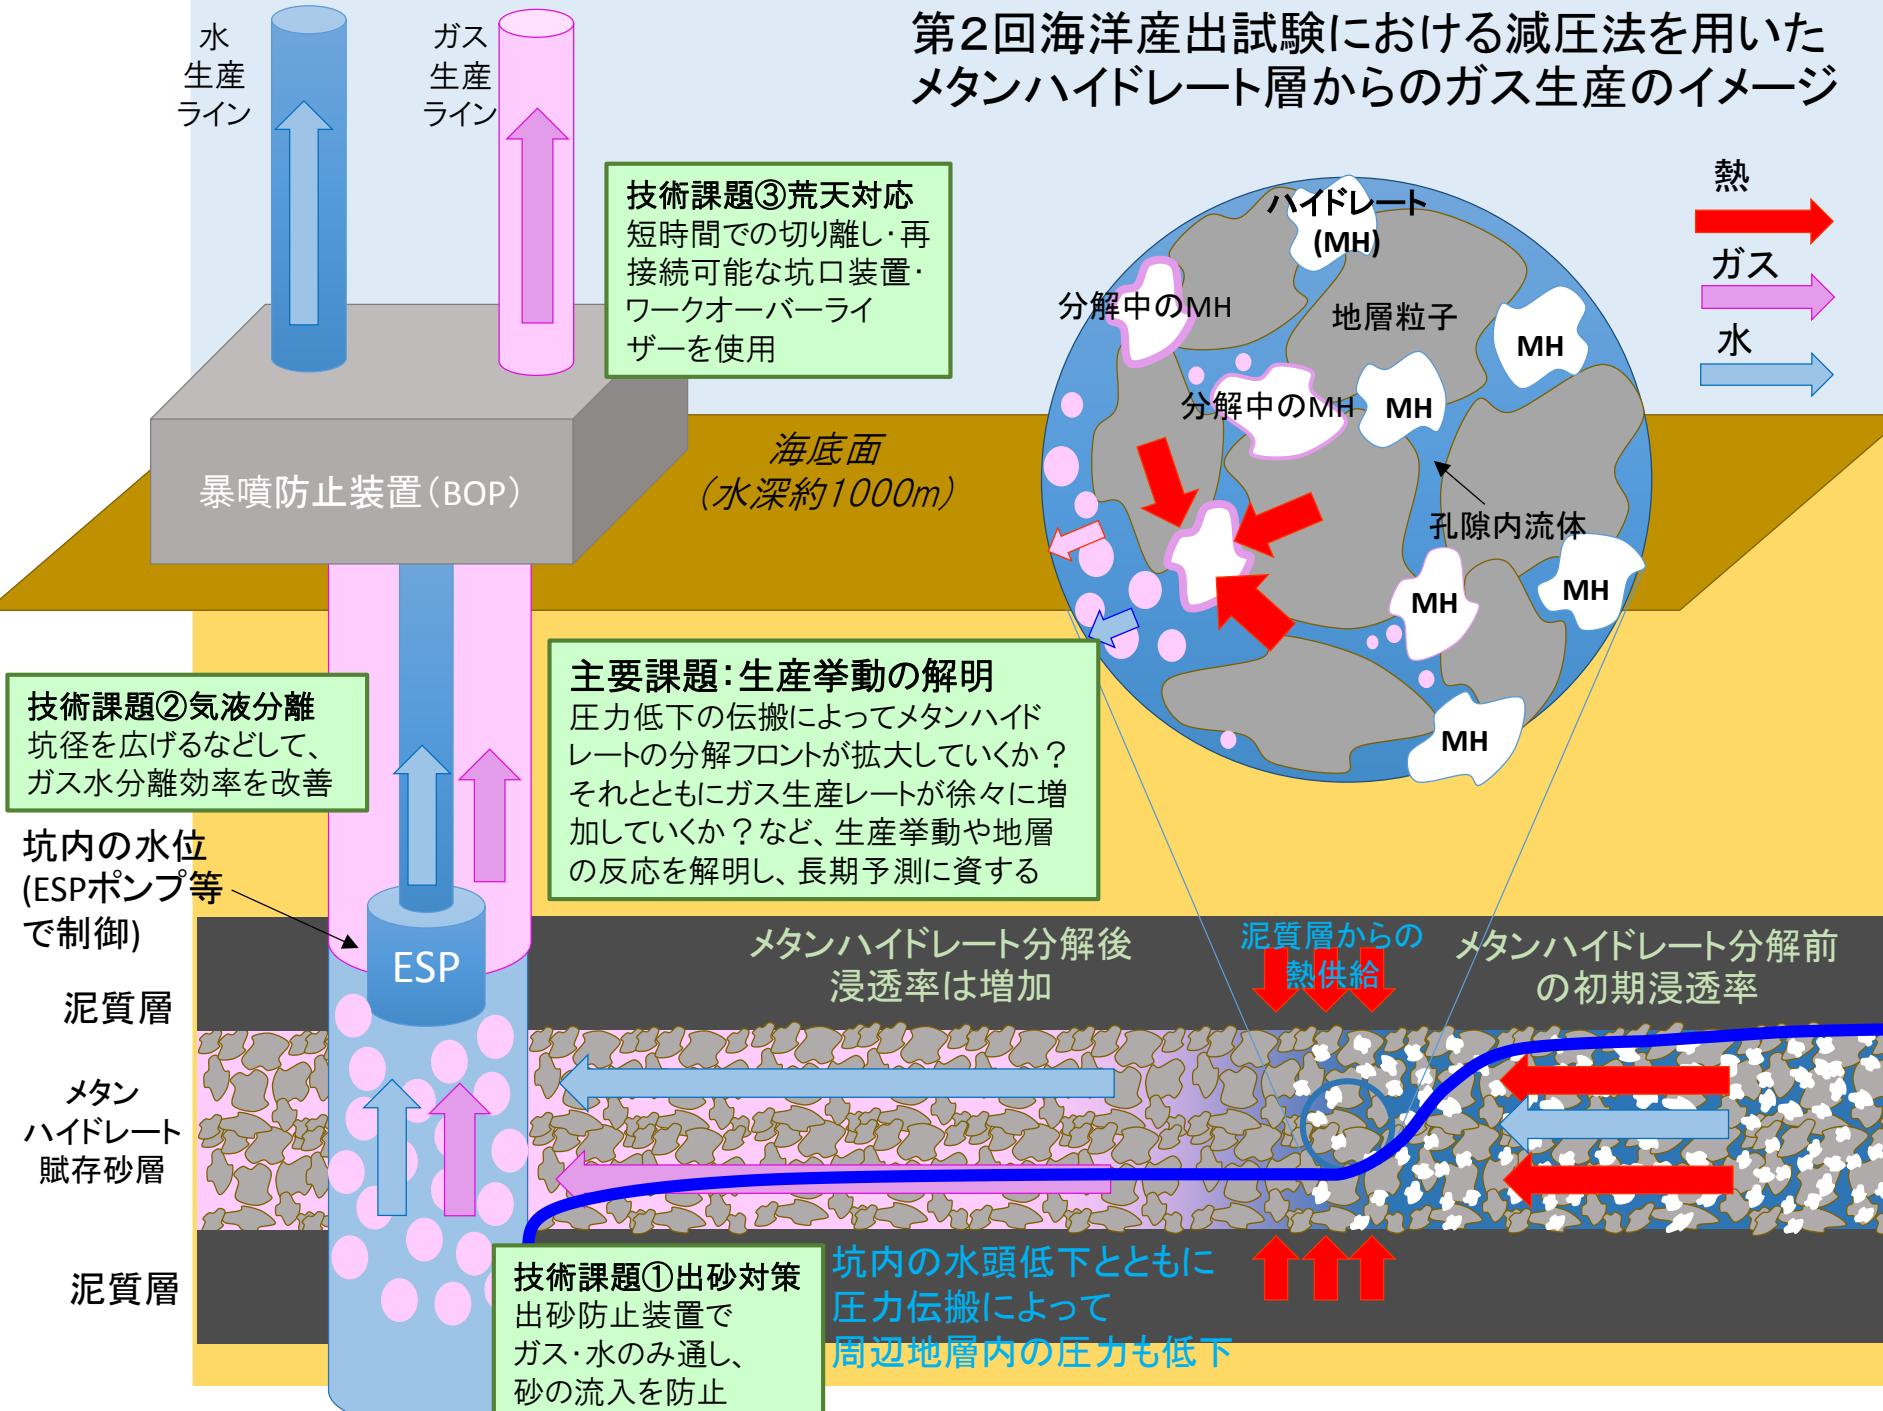 第2回海洋産出試験における減圧法を用いた
メタンハイドレート層からのガス生産のイメージ
水
生産
ライン
ガス
生産
ライン
技術課題③荒天対応
短時間での切り離し・再
接続可能な坑口装置・
ワークオーバーライ
ザーを使用
熱
ガス
水
ハイドレート
(MH)
分解中のMH
地層粒子
MH
分解中のMH
MH
孔隙内流体
MH
MH
MH
海底面
(水深約1000m)
暴噴防止装置(BOP)
主要課題:生産挙動の解明
圧力低下の伝搬によってメタンハイド
レートの分解フロントが拡大していくか?
それとともにガス生産レートが徐々に増
加していくか?など、生産挙動や地層
の反応を解明し、長期予測に資する
技術課題②気液分離
坑径を広げるなどして、
ガス水分離効率を改善
坑内の水位
(ESPポンプ等
で制御)
ESP
泥質層
メタンハイドレート分解後
浸透率は増加
泥質層からの
熱供給
メタンハイドレート分解前
の初期浸透率
メタン
ハイドレート
賦存砂層
泥質層
技術課題①出砂対策
出砂防止装置で
ガス・水のみ通し、
砂の流入を防止
坑内の水頭低下とともに
圧力伝搬によって
周辺地層内の圧力も低下